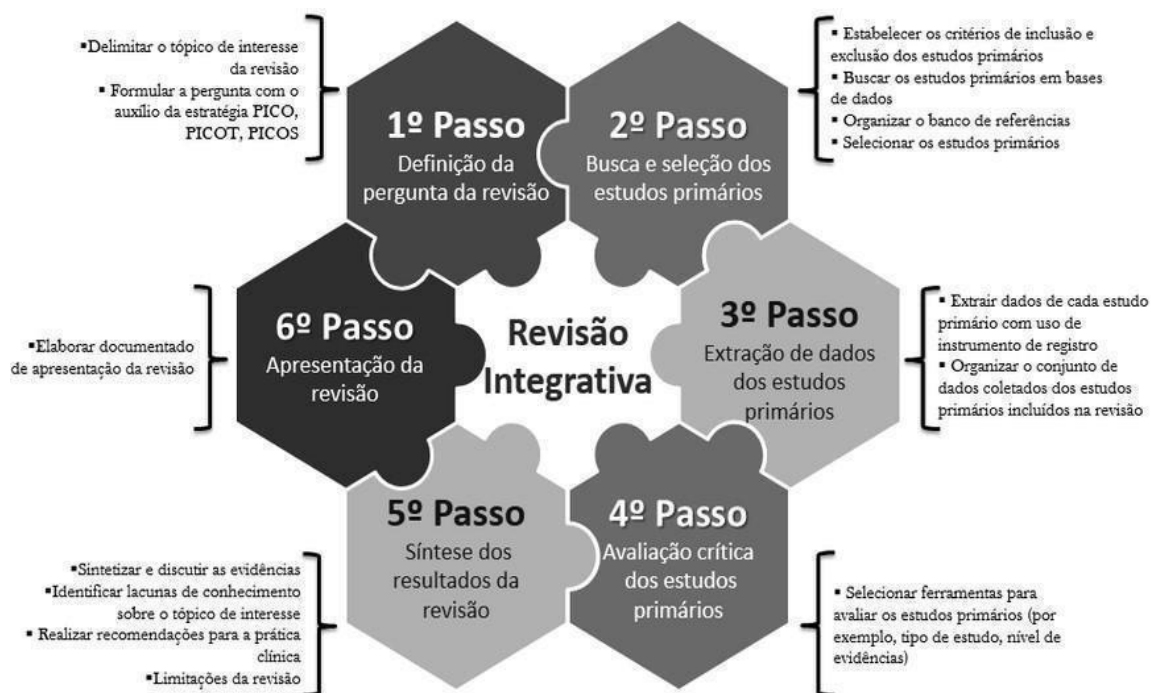 ▪Delimitar o tópico de interesse
da revisão
▪ Formular a pergunta com o
auxílio da estratégia PICO,
PICOT, PICOS
1º Passo
Definição da
pergunta da revisão
2º Passo
Busca e seleção dos
estudos primários
▪ Estabelecer os critérios de inclusão e
exclusão dos estudos primários
▪ Buscar os estudos primários em bases
de dados
▪ Organizar o banco de referências
▪ Selecionar os estudos primários
Revisão
Integrativa
3º Passo
Extração de dados
dos estudos
primários
▪ Extrair dados de cada estudo
primário com uso de
instrumento de registro
▪ Organizar o conjunto de
dados coletados dos estudos
primários incluídos na revisão
4º Passo
Avaliação crítica
dos estudos
primários
▪ Selecionar ferramentas para
avaliar os estudos primários (por
exemplo, tipo de estudo, nível de
evidências)
5º Passo
Síntese dos
resultados da
revisão
▪Sintetizar e discutir as evidências
▪Identificar lacunas de conhecimento
sobre o tópico de interesse
▪ Realizar recomendações para a prática
clínica
▪Limitações da revisão
6º Passo
Apresentação da
revisão
▪Elaborar documentado
de apresentação da revisão